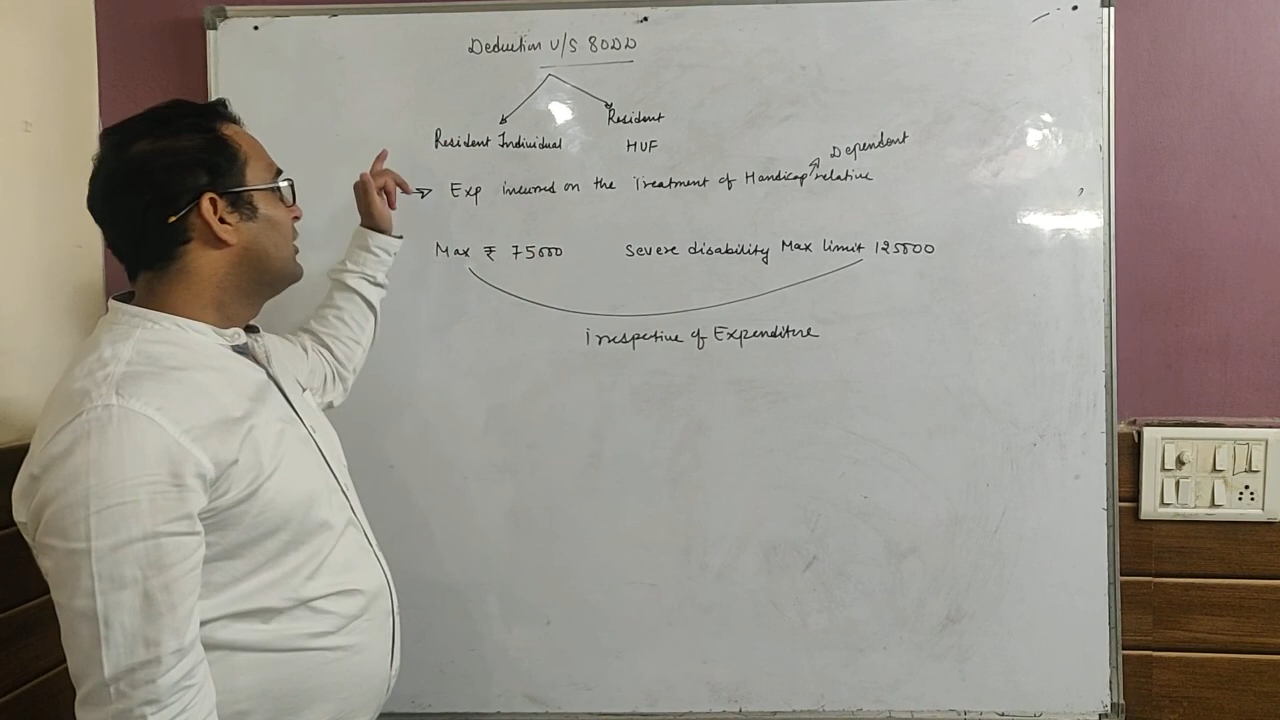 Deduction U/S 80DD
Resident Individual
Resident
HUF
Dependent
→ Exp incurred on the Treatment of Handicap relative
Max ₹ 75000 Severe disability Max limit 125000
Irrespective of Expenditure